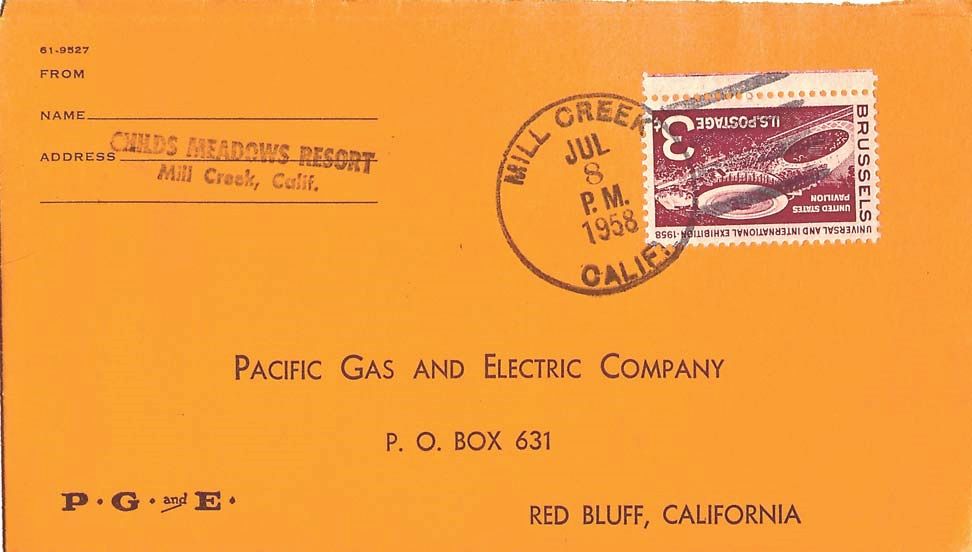 61-9527
FROM
NAME
ADDRESS
CHILDS MEADOWS RESORT
Mill Creek, Calif.
MILL CREEK
JUL
8
P.M.
1958
CALIF.
BRUSSELS
UNIVERSAL AND INTERNATIONAL EXHIBITION-1958
UNITED STATES
PAVILION
3¢
U.S. POSTAGE
PACIFIC GAS AND ELECTRIC COMPANY
P. O. BOX 631
RED BLUFF, CALIFORNIA
P·G·and E·